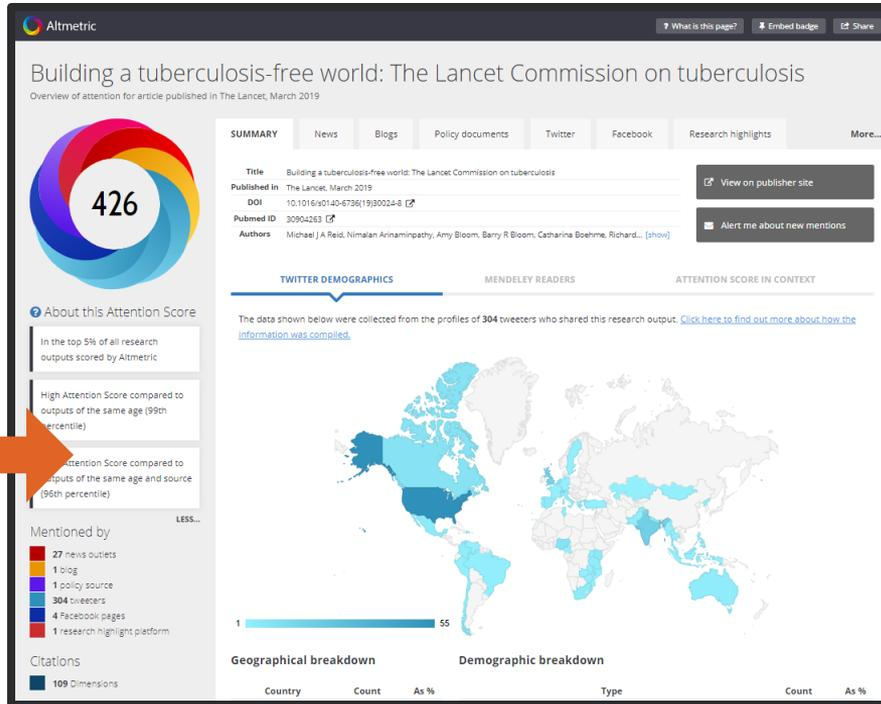 Altmetric
? What is this page?
Embed badge
Share
Building a tuberculosis-free world: The Lancet Commission on tuberculosis
Overview of attention for article published in The Lancet, March 2019
426
SUMMARY
News
Blogs
Policy documents
Twitter
Facebook
Research highlights
More...
Title Building a tuberculosis-free world: The Lancet Commission on tuberculosis
Published in The Lancet, March 2019
DOI 10.1016/s0140-6736(19)30024-8
Pubmed ID 30904263
Authors Michael J A Reid, Nimalan Arinaminpathy, Amy Bloom, Barry R Bloom, Catharina Boehme, Richard... [show]
View on publisher site
Alert me about new mentions
TWITTER DEMOGRAPHICS
MENDELEY READERS
ATTENTION SCORE IN CONTEXT
The data shown below were collected from the profiles of 304 tweeters who shared this research output. Click here to find out more about how the
information was compiled.
? About this Attention Score
In the top 5% of all research
outputs scored by Altmetric
High Attention Score compared to
outputs of the same age (99th
percentile)
Attention Score compared to
outputs of the same age and source
(96th percentile)
LESS...
Mentioned by
27 news outlets
1 blog
1 policy source
304 tweeters
4 Facebook pages
1 research highlight platform
Citations
109 Dimensions
1
55
Geographical breakdown
Country Count As %
Demographic breakdown
Type Count As %